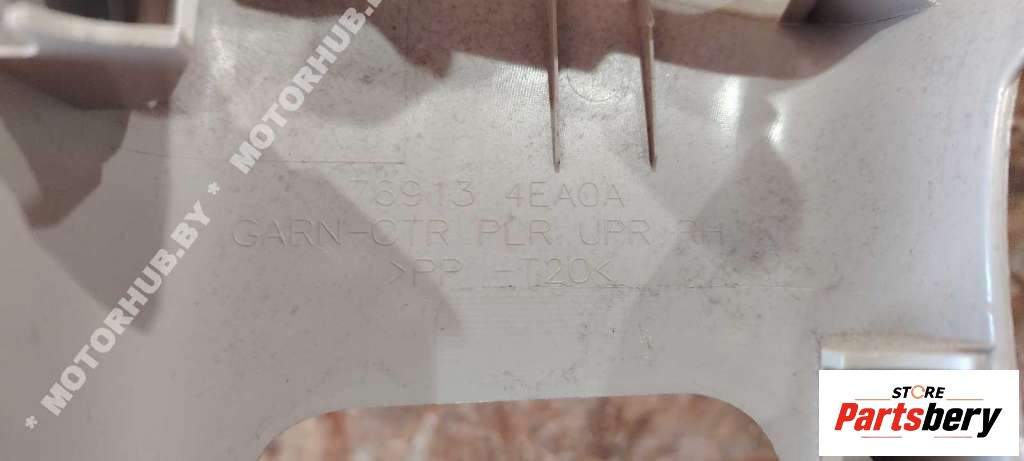 * MOTORHUB.BY * MOTORHUB.BY
76913 4EA0A
GARN-CTR PLR UPR RH
>PP -T20<
STORE
Partsbery